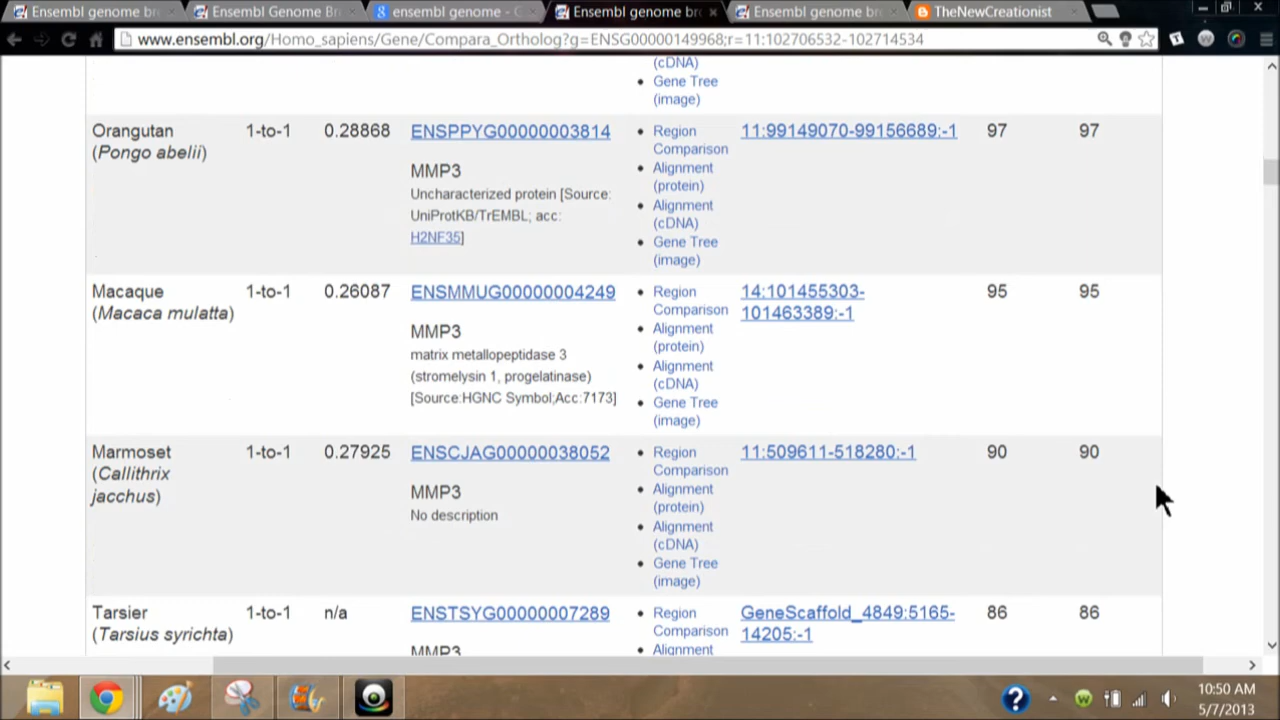 Ensembl genome bro
Ensembl Genome Bro
ensembl genome - G
Ensembl genome bro
Ensembl genome bro
TheNewCreationist
www.ensembl.org/Homo_sapiens/Gene/Compara_Ortholog?g=ENSG00000149968;r=11:102706532-102714534
(cDNA)
• Gene Tree
(image)
Orangutan
(Pongo abelii)
1-to-1
0.28868
ENSPPYG00000003814
MMP3
Uncharacterized protein [Source:
UniProtKB/TrEMBL; acc:
H2NF35]
• Region
Comparison
• Alignment
(protein)
• Alignment
(cDNA)
• Gene Tree
(image)
11:99149070-99156689:-1
97
97
Macaque
(Macaca mulatta)
1-to-1
0.26087
ENSMMUG00000004249
MMP3
matrix metallopeptidase 3
(stromelysin 1, progelatinase)
[Source:HGNC Symbol;Acc:7173]
• Region
Comparison
• Alignment
(protein)
• Alignment
(cDNA)
• Gene Tree
(image)
14:101455303-
101463389:-1
95
95
Marmoset
(Callithrix
jacchus)
1-to-1
0.27925
ENSCJAG00000038052
MMP3
No description
• Region
Comparison
• Alignment
(protein)
• Alignment
(cDNA)
• Gene Tree
(image)
11:509611-518280:-1
90
90
Tarsier
(Tarsius syrichta)
1-to-1
n/a
ENSTSYG00000007289
MMP3
• Region
Comparison
• Alignment
GeneScaffold_4849:5165-
14205:-1
86
86
10:50 AM
5/7/2013